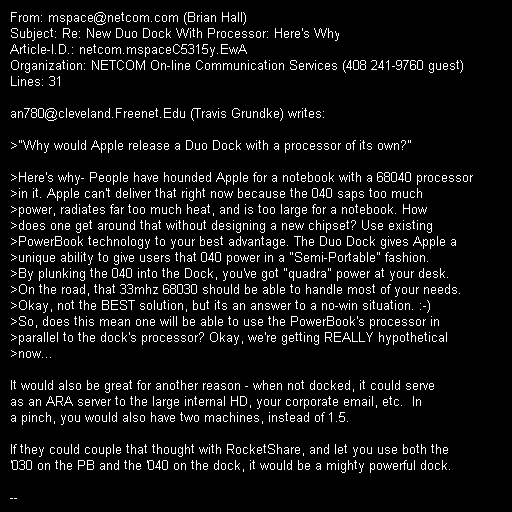 From: mspace@netcom.com (Brian Hall)
Subject: Re: New Duo Dock With Processor: Here's Why
Article-I.D.: netcom.mspaceC5315y.EwA
Organization: NETCOM On-line Communication Services (408 241-9760 guest)
Lines: 31

an780@cleveland.Freenet.Edu (Travis Grundke) writes:

>"Why would Apple release a Duo Dock with a processor of its own?"

>Here's why- People have hounded Apple for a notebook with a 68040 processor
>in it. Apple can't deliver that right now because the 040 saps too much
>power, radiates far too much heat, and is too large for a notebook. How
>does one get around that without designing a new chipset? Use existing
>PowerBook technology to your best advantage. The Duo Dock gives Apple a
>unique ability to give users that 040 power in a "Semi-Portable" fashion.
>By plunking the 040 into the Dock, you've got "quadra" power at your desk.
>On the road, that 33mhz 68030 should be able to handle most of your needs.
>Okay, not the BEST solution, but its an answer to a no-win situation. :-)
>So, does this mean one will be able to use the PowerBook's processor in
>parallel to the dock's processor? Okay, we're getting REALLY hypothetical
>now...

It would also be great for another reason - when not docked, it could serve
as an ARA server to the large internal HD, your corporate email, etc.  In
a pinch, you would also have two machines, instead of 1.5.

If they could couple that thought with RocketShare, and let you use both the
'030 on the PB and the '040 on the dock, it would be a mighty powerful dock.

--